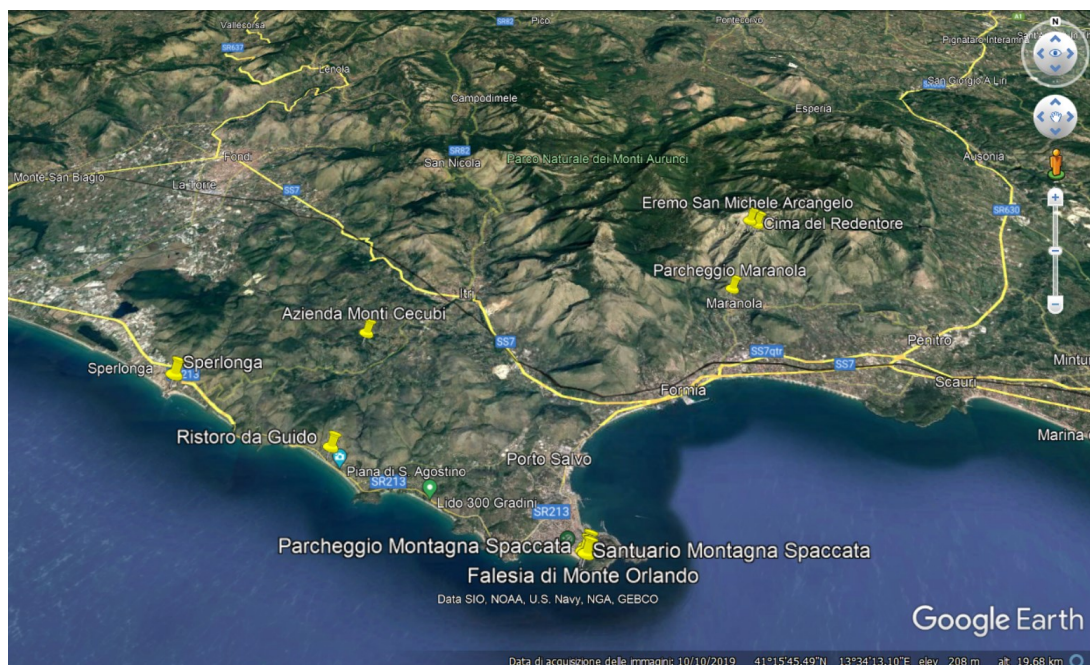 SR82
Pico
Pontecorvo
A1
Vallecorsa
N
Pignataro Interamna
SR637
Lenola
San Giorgio A Liri
Campodimele
Esperia
SR82
Fondi
San Nicola
Parco Naturale dei Monti Aurunci
Ausonia
Monte San Biagio
La Torre
SS7
Eremo San Michele Arcangelo
SR630
Cima del Redentore
Parcheggio Maranola
Itri
Maranola
Azienda Monti Cecubi
SS7
Penitro
SS7qtr
SS7
Sperlonga
Sperlonga
213
Scauri
Formia
Ristoro da Guido
Porto Salvo
Piana di S. Agostino
SR213
Lido 300 Gradini
SR213
Parcheggio Montagna Spaccata
Santuario Montagna Spaccata
Falesia di Monte Orlando
Data SIO, NOAA, U.S. Navy, NGA, GEBCO
Google Earth
Data di acquisizione delle immagini: 10/10/2019 41°15'45.49"N 13°34'13.10"E elev 208 m alt 19.68 km